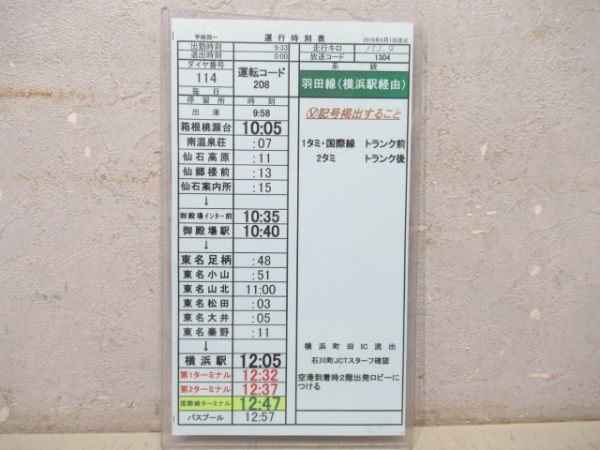 運行時刻表
2018年8月1日改正
出勤時刻 9:33 走行キロ
退出時刻 0:00 放送コード 1304
ダイヤ番号 運転コード 系統
114 208 羽田線(横浜駅経由)
毎日
停留所 時刻
出庫 9:58 Ⓥ記号掲出すること
箱根桃源台 10:05
南温泉荘 :07 1タミ・国際線 トランク前
仙石高原 :11 2タミ トランク後
仙郷楼前 :13
仙石案内所 :15
↓
御殿場インター前 10:35
御殿場駅 10:40
↓
東名足柄 :48
東名小山 :51
東名山北 11:00
東名松田 :03
東名大井 :05
東名秦野 :11
↓ 横浜町田IC流出
横浜駅 12:05 石川町JCTスターフ確認
第1ターミナル 12:32 空港到着時2階出発ロビーに
第2ターミナル 12:37 つける
国際線ターミナル 12:47
バスプール 12:57